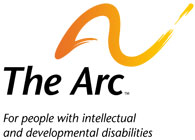 The Arc™
For people with intellectual
and developmental disabilities